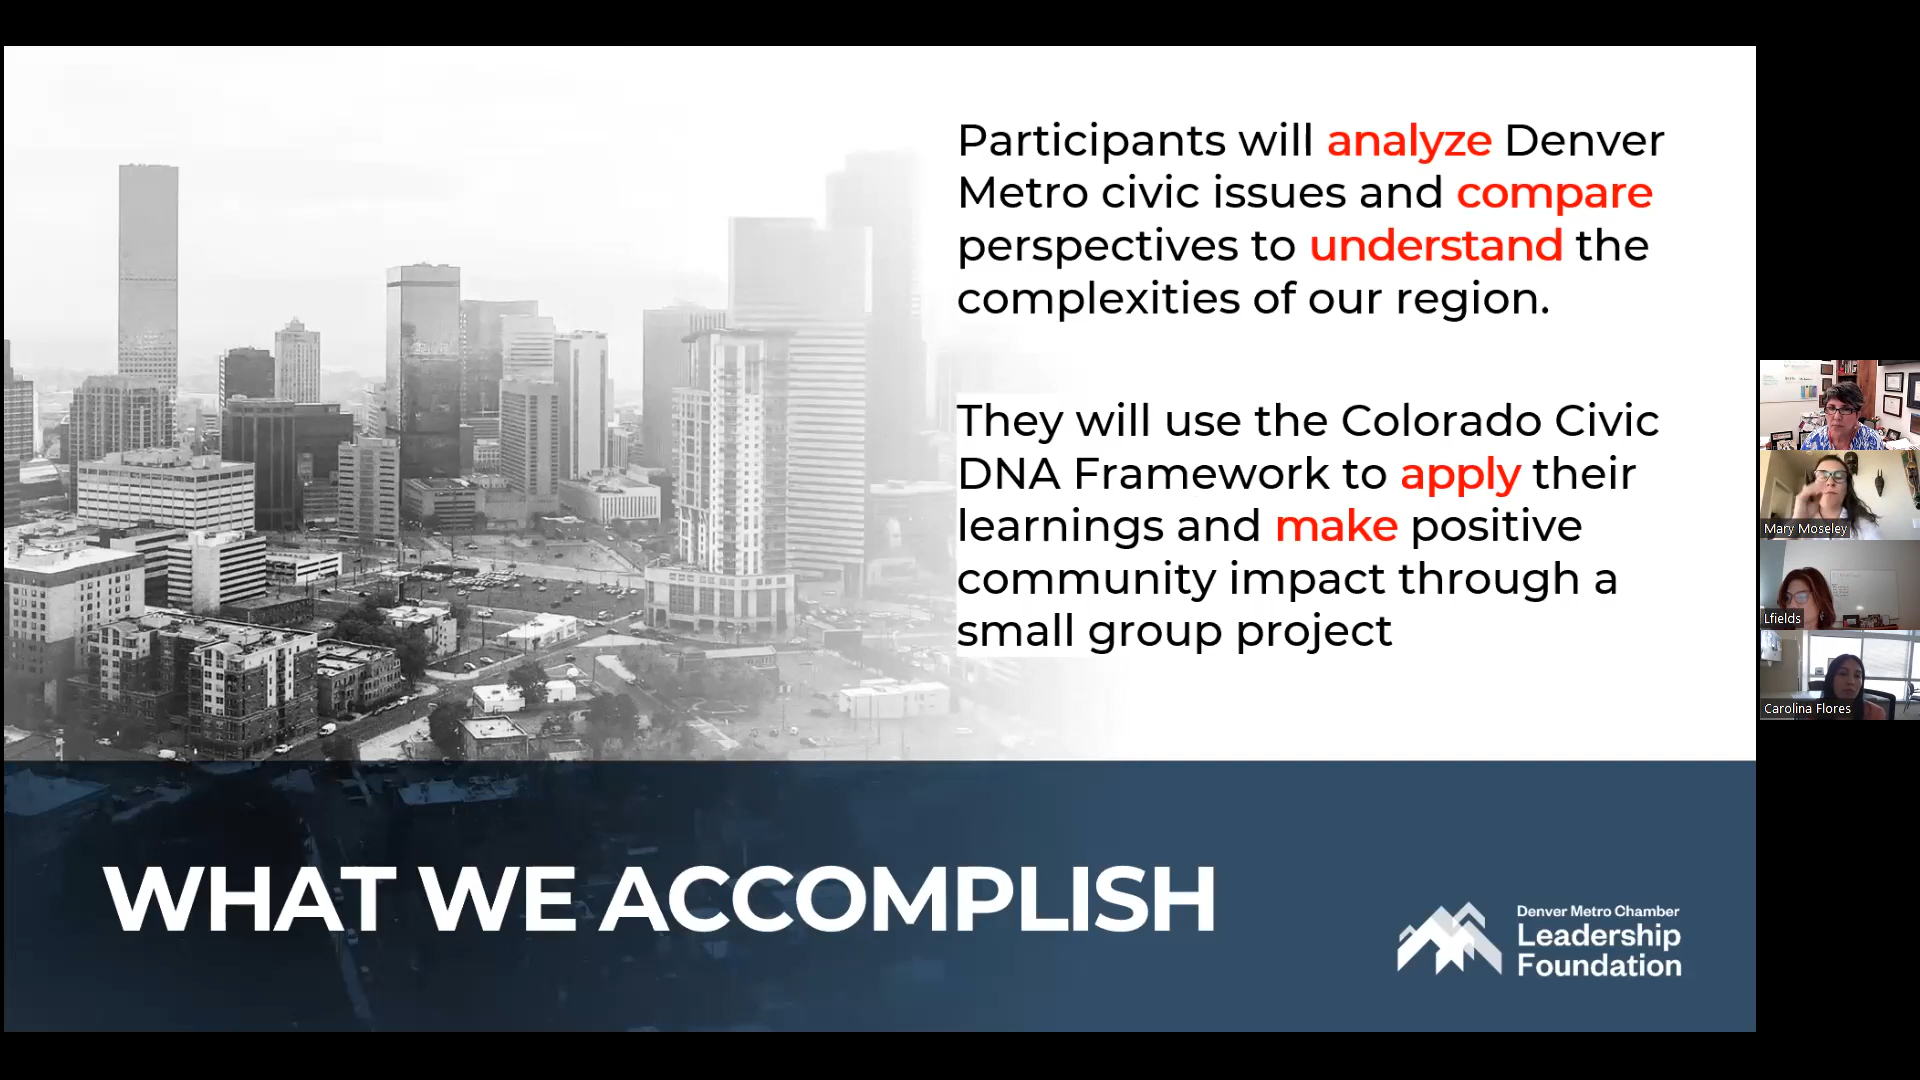 Participants will analyze Denver
Metro civic issues and compare
perspectives to understand the
complexities of our region.
They will use the Colorado Civic
DNA Framework to apply their
learnings and make positive
community impact through a
small group project
WHAT WE ACCOMPLISH
Denver Metro Chamber
Leadership
Foundation
Mary Moseley
Lfields
Carolina Flores